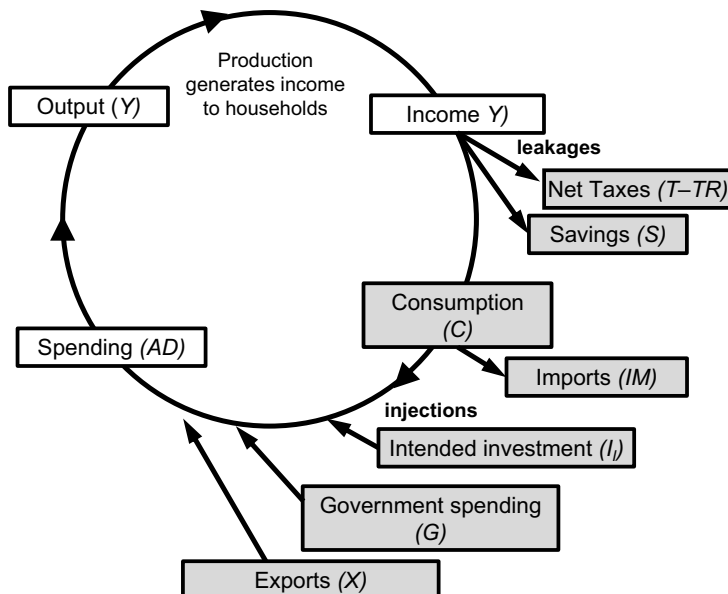 Production
generates income
to households
Output (Y)
Income Y)
leakages
Net Taxes (T–TR)
Savings (S)
Consumption
(C)
Spending (AD)
Imports (IM)
injections
Intended investment (I_I)
Government spending
(G)
Exports (X)